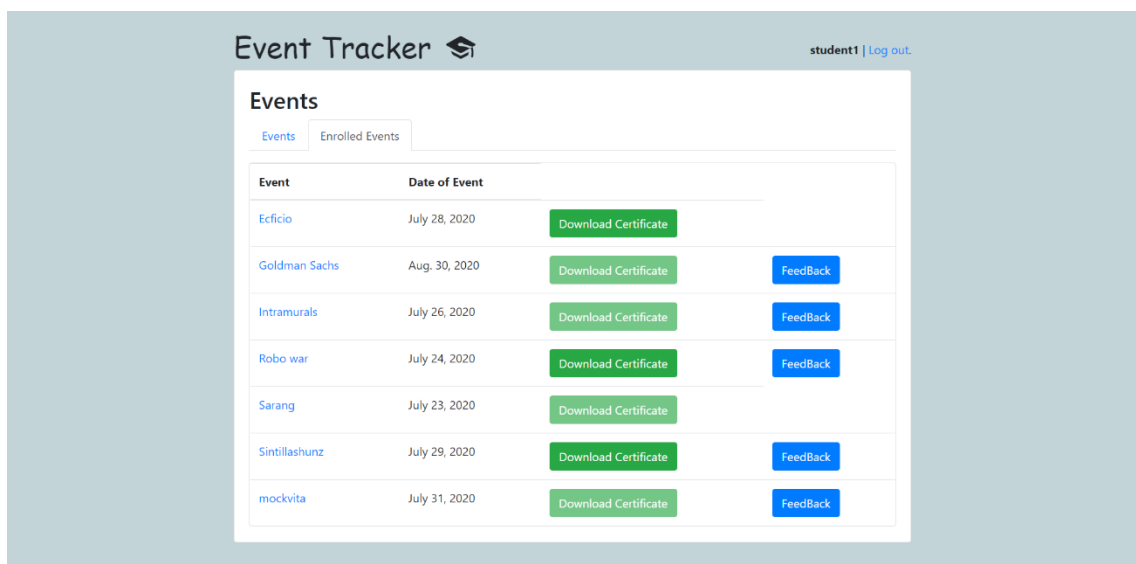 Event Tracker
student1 | Log out.
Events
Events Enrolled Events
Event Date of Event
Ecficio July 28, 2020 Download Certificate
Goldman Sachs Aug. 30, 2020 Download Certificate FeedBack
Intramurals July 26, 2020 Download Certificate FeedBack
Robo war July 24, 2020 Download Certificate FeedBack
Sarang July 23, 2020 Download Certificate
Sintillashunz July 29, 2020 Download Certificate FeedBack
mockvita July 31, 2020 Download Certificate FeedBack